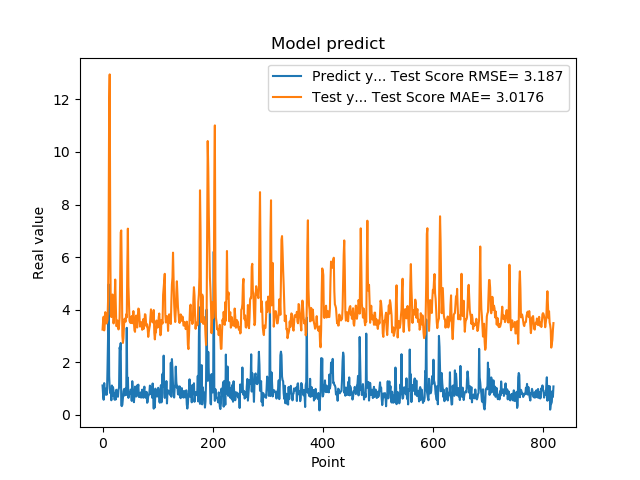 Model predict
Predict y... Test Score RMSE= 3.187
Test y... Test Score MAE= 3.0176
12
10
8
6
4
2
0
Real value
0 200 400 600 800
Point